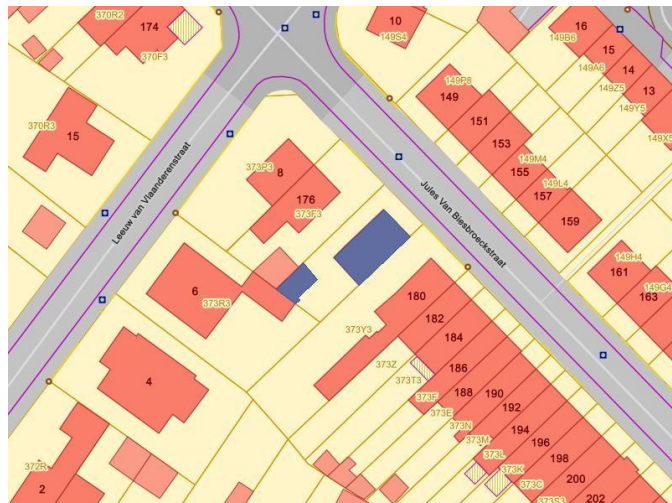 370R2
174
370F3
10
149S4
16
149B6
15
149A6
14
149Z5
13
149Y5
149X5
149P8
149
151
153
149M4
155
149L4
157
159
370R3
15
Leeuw van Vlaanderenstraat
373P3
8
176
373F3
Jules Van Biesbroeckstraat
149H4
161
149G4
163
6
373R3
180
373Y3
182
184
373Z
373T3
186
4
188
190
373F
373E
192
373N
194
373M
196
373L
198
373K
200
373C
202
373S3
372R
2